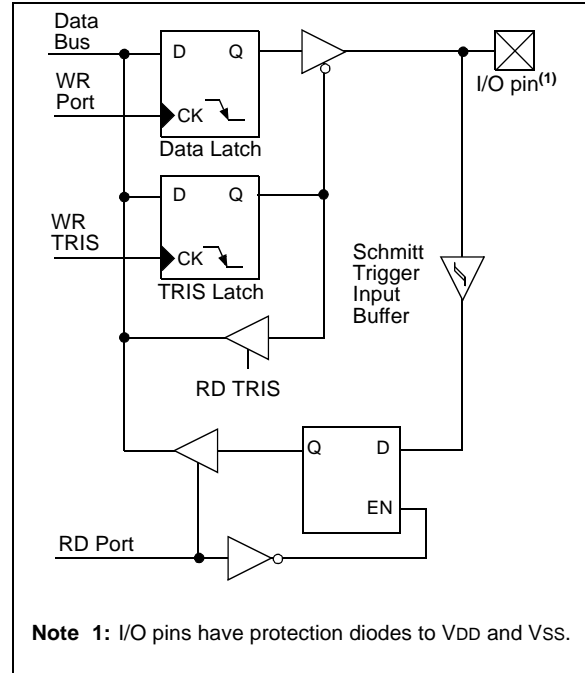 Data
Bus
D Q
WR
Port
CK
Data Latch
I/O pin(1)
D Q
WR
TRIS
CK
TRIS Latch
Schmitt
Trigger
Input
Buffer
RD TRIS
Q D
EN
RD Port
Note 1: I/O pins have protection diodes to VDD and VSS.